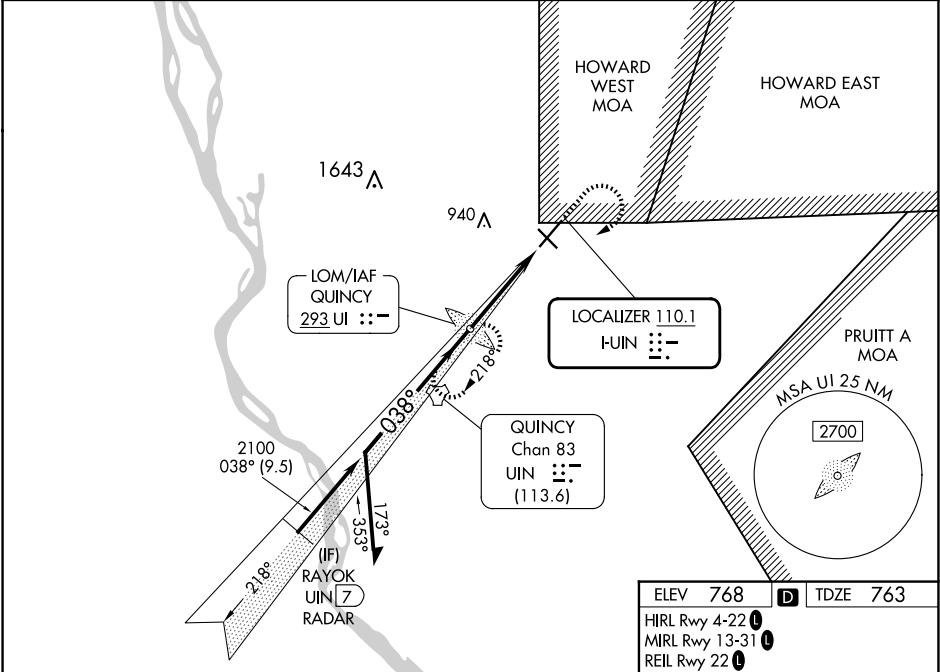 HOWARD
WEST
MOA
HOWARD EAST
MOA
1643
940
LOM/IAF
QUINCY
293 UI
LOCALIZER 110.1
I-UIN
PRUITT A
MOA
MSA UI 25 NM
2700
218°
038°
QUINCY
Chan 83
UIN
(113.6)
2100
038° (9.5)
173°
353°
218°
(IF)
RAYOK
UIN 7
RADAR
ELEV 768 D TDZE 763
HIRL Rwy 4-22 L
MIRL Rwy 13-31 L
REIL Rwy 22 L